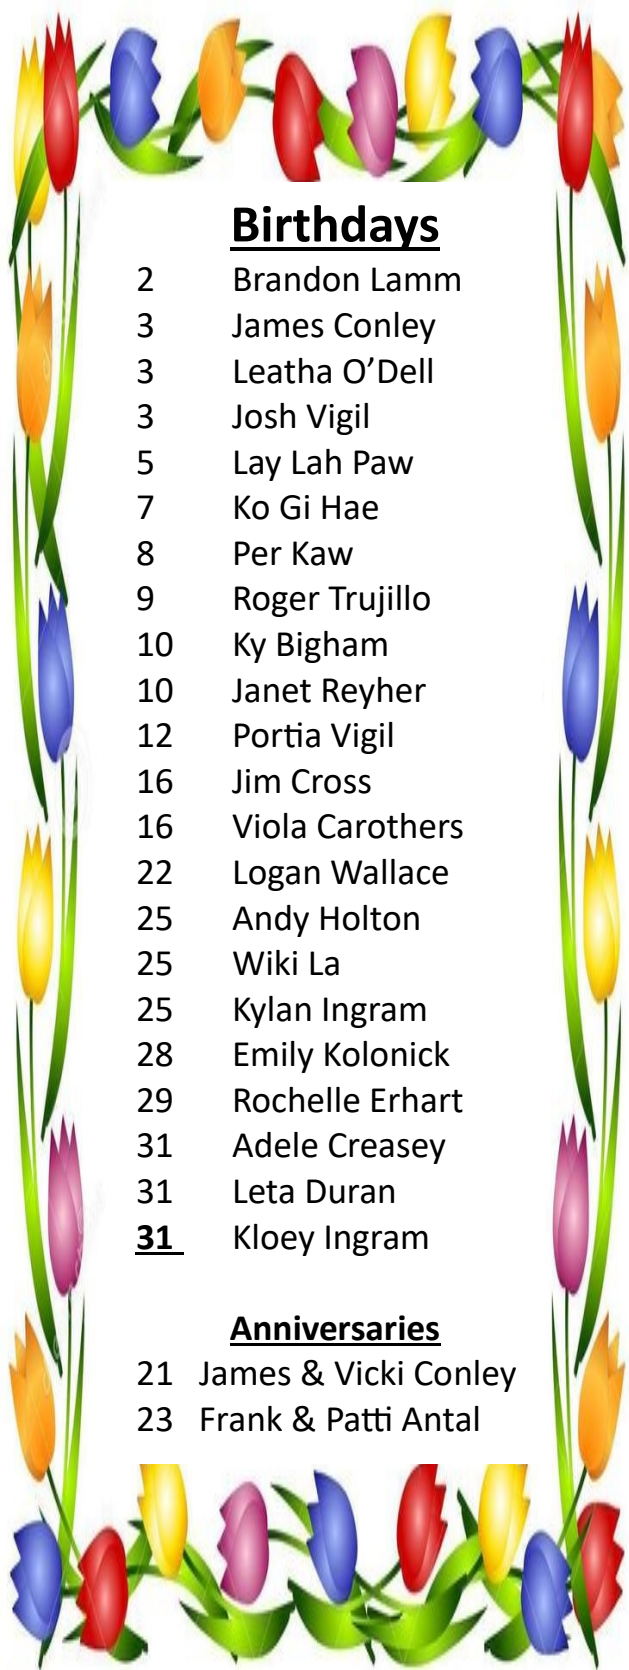 Birthdays
2 Brandon Lamm
3 James Conley
3 Leatha O’Dell
3 Josh Vigil
5 Lay Lah Paw
7 Ko Gi Hae
8 Per Kaw
9 Roger Trujillo
10 Ky Bigham
10 Janet Reyher
12 Portia Vigil
16 Jim Cross
16 Viola Carothers
22 Logan Wallace
25 Andy Holton
25 Wiki La
25 Kylan Ingram
28 Emily Kolonick
29 Rochelle Erhart
31 Adele Creasey
31 Leta Duran
31 Kloey Ingram
Anniversaries
21 James & Vicki Conley
23 Frank & Patti Antal